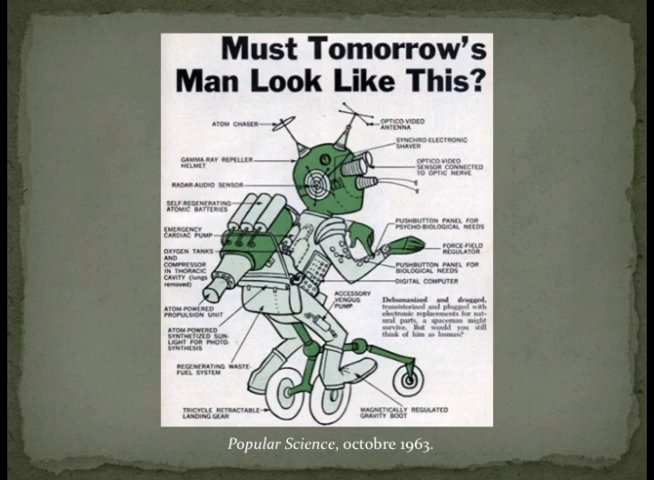 Must Tomorrow's
Man Look Like This?
ATOM CHASER
OPTICO-VIDEO
ANTENNA
SYNCHRO-ELECTRONIC
SHAVER
GAMMA-RAY REPELLER
HELMET
OPTICO-VIDEO
SENSOR CONNECTED
TO OPTIC NERVE
RADAR-AUDIO SENSOR
SELF-REGENERATING
ATOMIC BATTERIES
EMERGENCY
CARDIAC PUMP
PUSHBUTTON PANEL FOR
PSYCHO-BIOLOGICAL NEEDS
OXYGEN TANKS
AND
COMPRESSOR
IN THORACIC
CAVITY (lungs
removed)
FORCE-FIELD
REGULATOR
PUSHBUTTON PANEL FOR
BIOLOGICAL NEEDS
DIGITAL COMPUTER
ACCESSORY
VENOUS
PUMP
ATOM-POWERED
PROPULSION UNIT
Dehumanized and drugged,
transistorized and plugged with
electronic replacements for nat-
ural parts, a spaceman might
survive. But would you still
think of him as human?
ATOM-POWERED
SYNTHETIZED SUN-
LIGHT FOR PHOTO-
SYNTHESIS
REGENERATING WASTE-
FUEL SYSTEM
TRICYCLE RETRACTABLE
LANDING GEAR
MAGNETICALLY REGULATED
GRAVITY BOOT
Popular Science, octobre 1963.